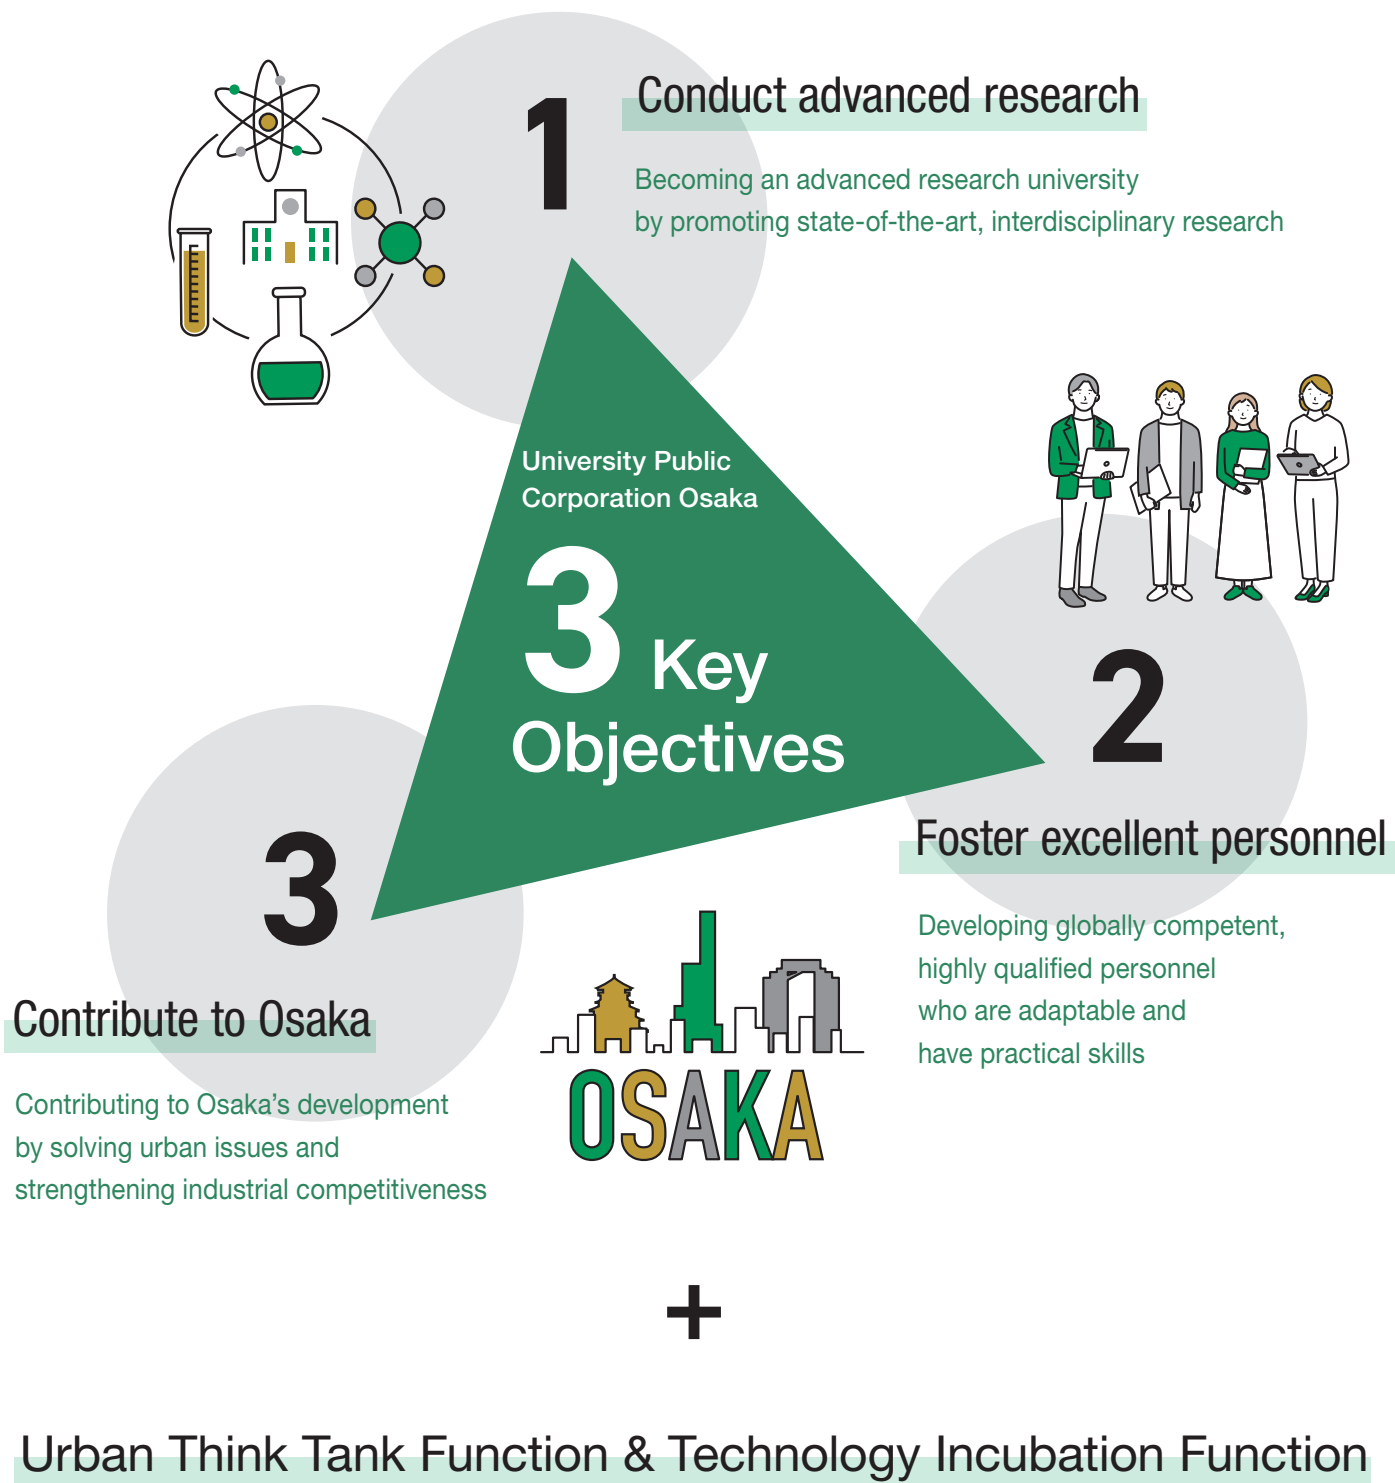 1
Conduct advanced research
Becoming an advanced research university
by promoting state-of-the-art, interdisciplinary research
University Public
Corporation Osaka
3 Key
Objectives
2
Foster excellent personnel
Developing globally competent,
highly qualified personnel
who are adaptable and
have practical skills
3
Contribute to Osaka
Contributing to Osaka’s development
by solving urban issues and
strengthening industrial competitiveness
OSAKA
+
Urban Think Tank Function & Technology Incubation Function